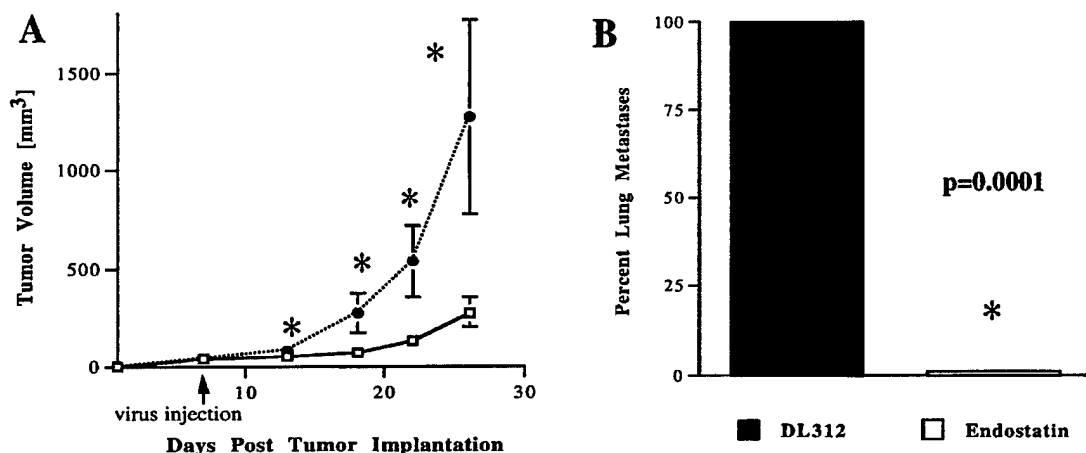 A
Tumor Volume [mm3]
1500
1000
500
0
10
20
30
*
*
*
*
*
virus injection
Days Post Tumor Implantation
B
Percent Lung Metastases
100
75
50
25
0
p=0.0001
*
DL312
Endostatin